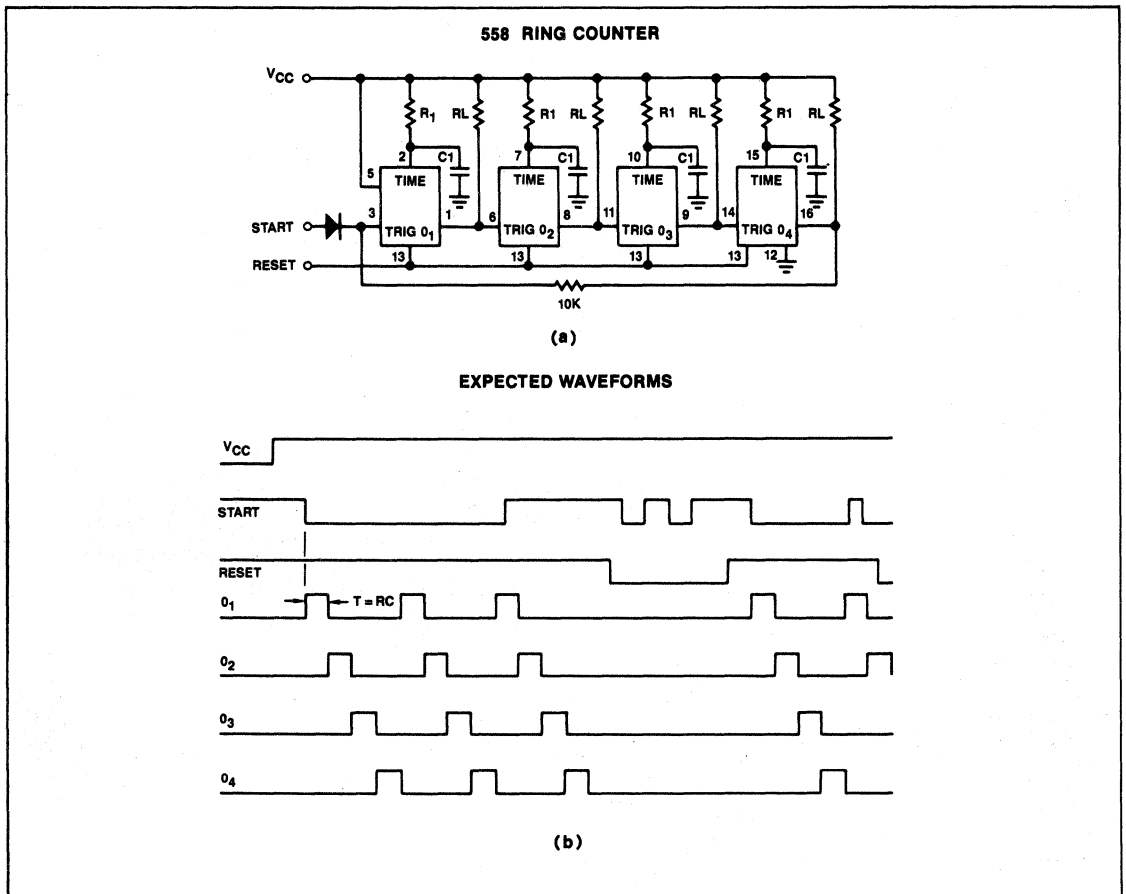 558 RING COUNTER
VCC
R1 RL R1 RL R1 RL R1 RL
2 C1 7 C1 10 C1 15 C1
5 TIME TIME TIME TIME
START 3 TRIG 01 1 6 TRIG 02 8 11 TRIG 03 9 14 TRIG 04 16
RESET 13 13 13 13 12
10K
(a)
EXPECTED WAVEFORMS
VCC
START
RESET
01 T = RC
02
03
04
(b)